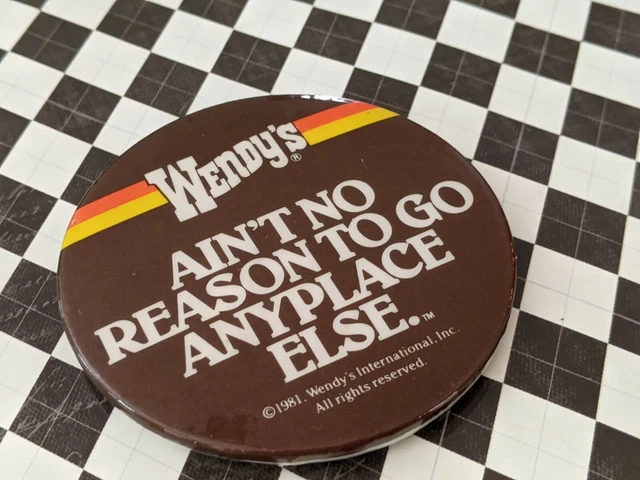 WENDY'S®
AIN'T NO
REASON TO GO
ANYPLACE
ELSE.™
©1981, Wendy's International, Inc.
All rights reserved.